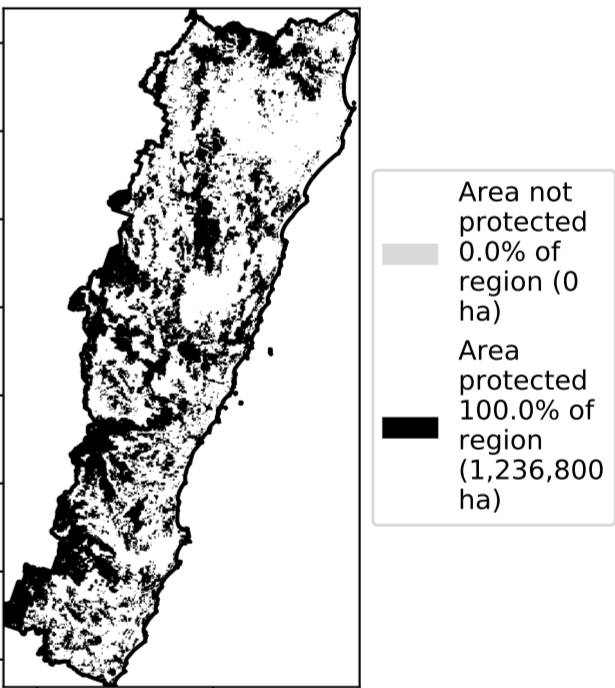 Area not
protected
0.0% of
region (0
ha)
Area
protected
100.0% of
region
(1,236,800
ha)